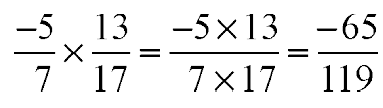 −5/7 × 13/17 = −5×13/7×17 = −65/119